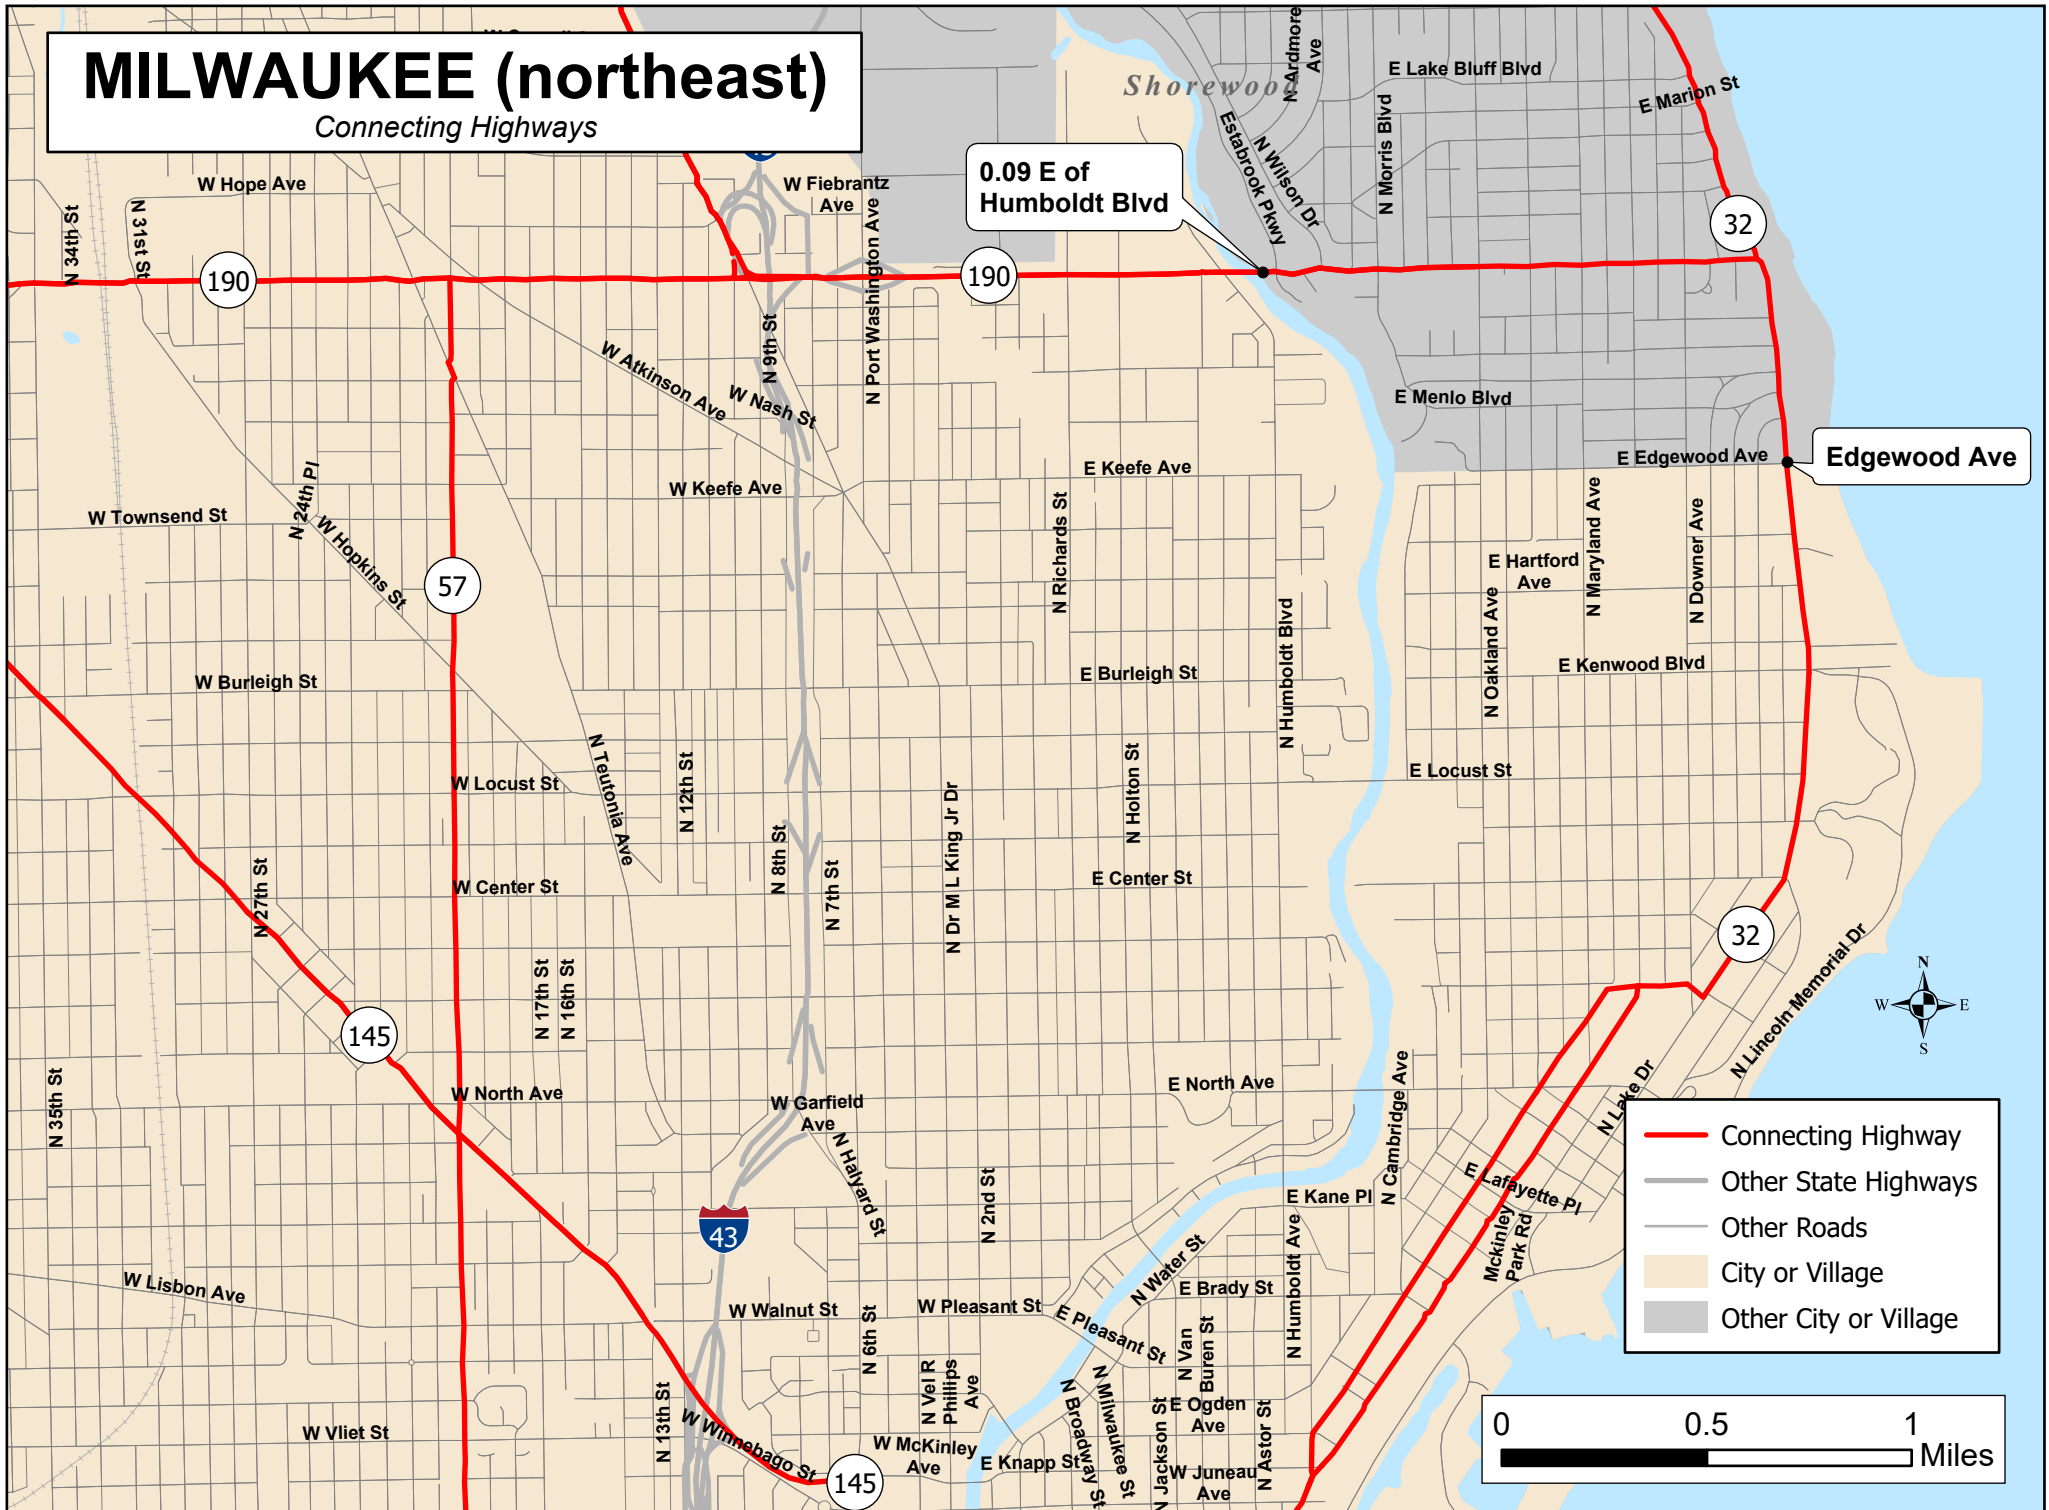 MILWAUKEE (northeast)
Connecting Highways
Shorewood
N Ardmore
Ave
E Lake Bluff Blvd
E Marion St
N Morris Blvd
N Wilson Dr
Estabrook Pkwy
0.09 E of
Humboldt Blvd
W Hope Ave
W Fiebrantz
Ave
N 34th St
N 31st St
N Port Washington Ave
32
190
190
N 9th St
W Atkinson Ave
W Nash St
E Menlo Blvd
E Edgewood Ave
Edgewood Ave
E Keefe Ave
W Keefe Ave
N 24th Pl
W Townsend St
W Hopkins St
N Richards St
N Maryland Ave
N Downer Ave
E Hartford
Ave
57
N Oakland Ave
N Humboldt Blvd
E Kenwood Blvd
W Burleigh St
E Burleigh St
N Teutonia Ave
N 12th St
N Holton St
W Locust St
E Locust St
N Dr M L King Jr Dr
N 8th St
N 7th St
N 27th St
W Center St
E Center St
32
N Lincoln Memorial Dr
N
W
E
S
N 17th St
N 16th St
145
N 35th St
W North Ave
E North Ave
W Garfield
Ave
N Cambridge Ave
N Lake Dr
N Halyard St
N 2nd St
E Kane Pl
E Lafayette Pl
Mckinley
Park Rd
43
N Water St
N Humboldt Ave
W Lisbon Ave
W Walnut St
W Pleasant St
E Brady St
E Pleasant St
N 6th St
N Van
Buren St
N Vel R
Phillips
Ave
N 13th St
N Broadway St
N Milwaukee St
N Jackson St
E Ogden
Ave
N Astor St
W Vliet St
W Winnebago St
W McKinley
Ave
E Knapp St
W Juneau
Ave
145
Connecting Highway
Other State Highways
Other Roads
City or Village
Other City or Village
0
0.5
1
Miles